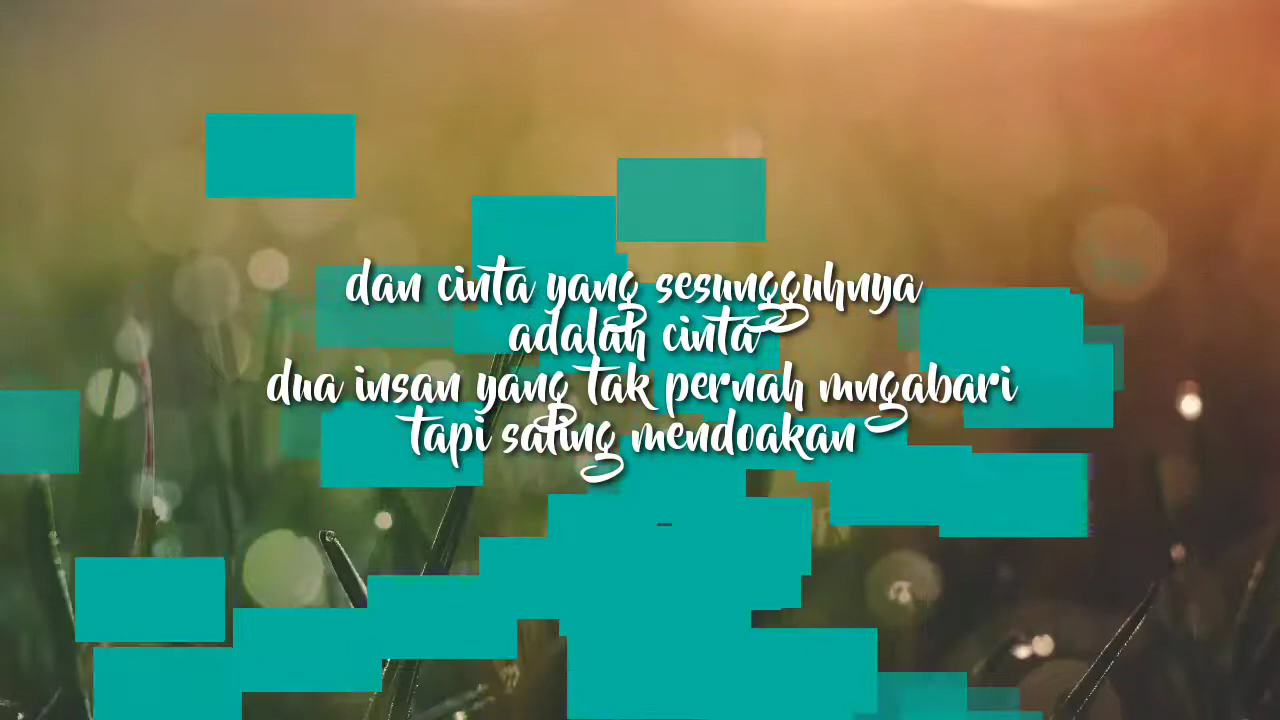 dan cinta yang sesungguhnya
adalah cinta
dua insan yang tak pernah mngabari
tapi saling mendoakan